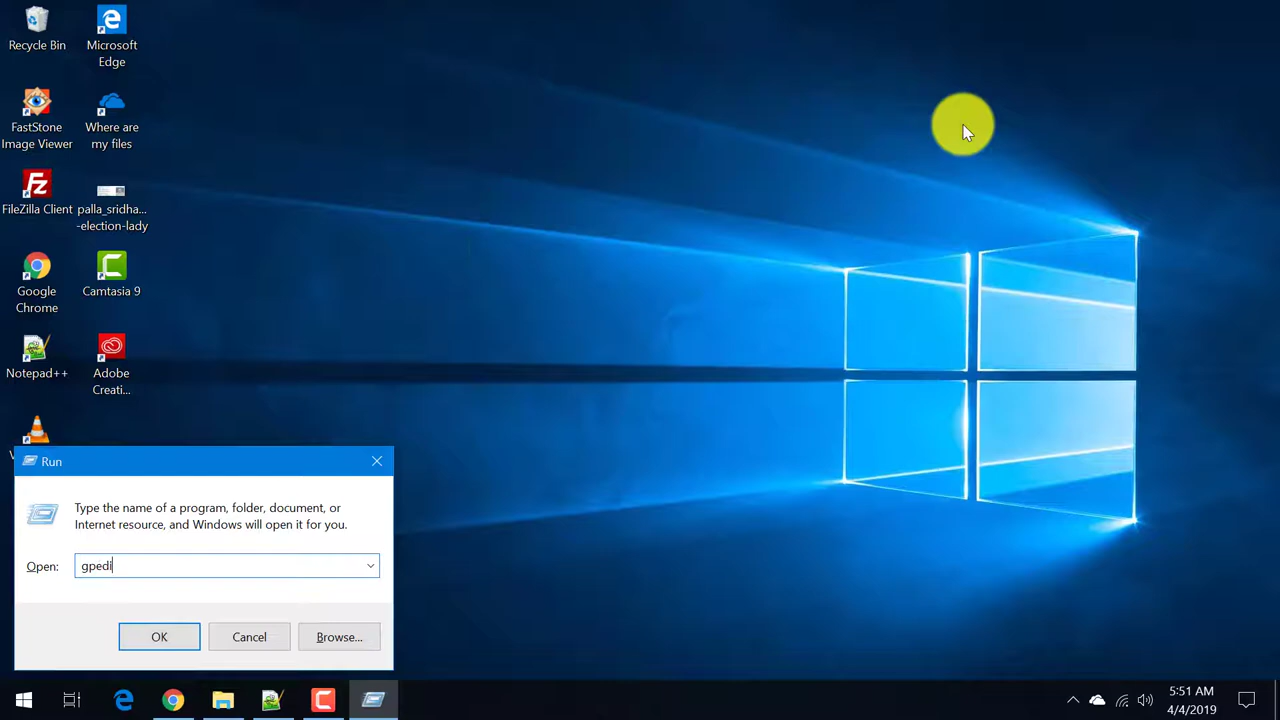 Recycle Bin
Microsoft
Edge
FastStone
Image Viewer
Where are
my files
FileZilla Client
palla_sridha...
-election-lady
Google
Chrome
Camtasia 9
Notepad++
Adobe
Creati...
Run
Type the name of a program, folder, document, or
Internet resource, and Windows will open it for you.
Open: gpedi
OK Cancel Browse...
5:51 AM
4/4/2019